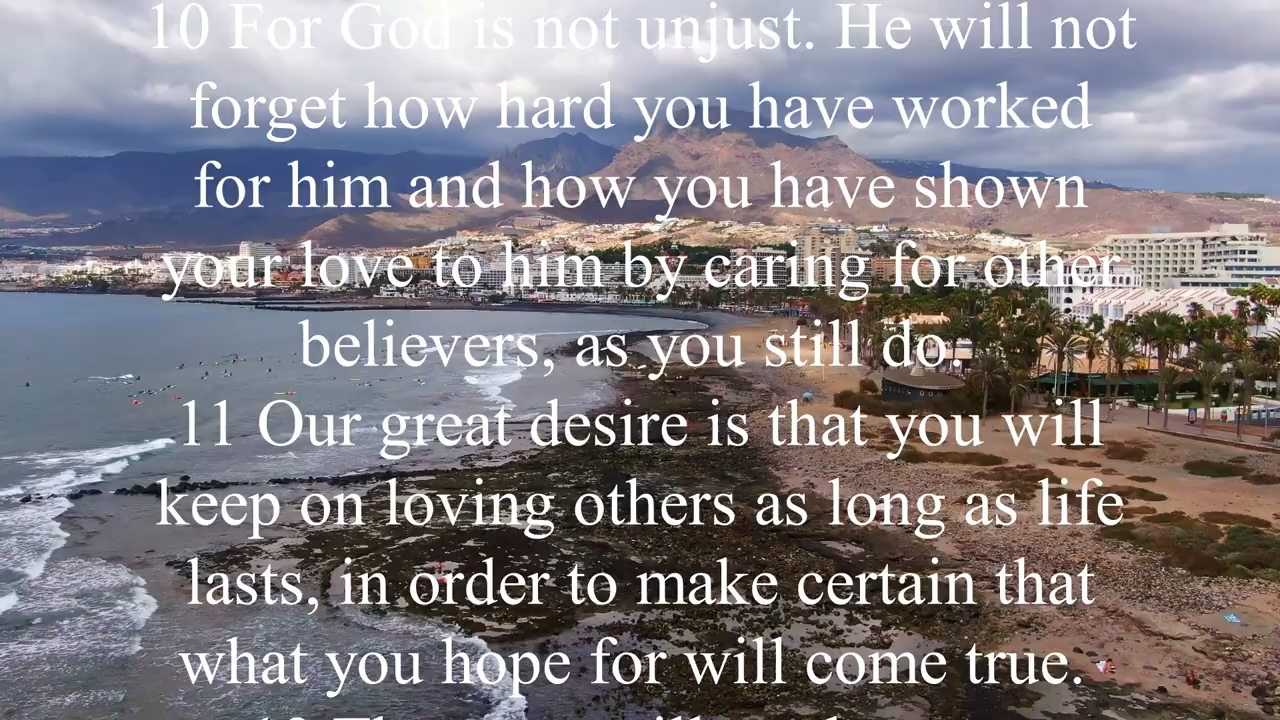 10 For God is not unjust. He will not
forget how hard you have worked
for him and how you have shown
your love to him by caring for other
believers, as you still do.
11 Our great desire is that you will
keep on loving others as long as life
lasts, in order to make certain that
what you hope for will come true.